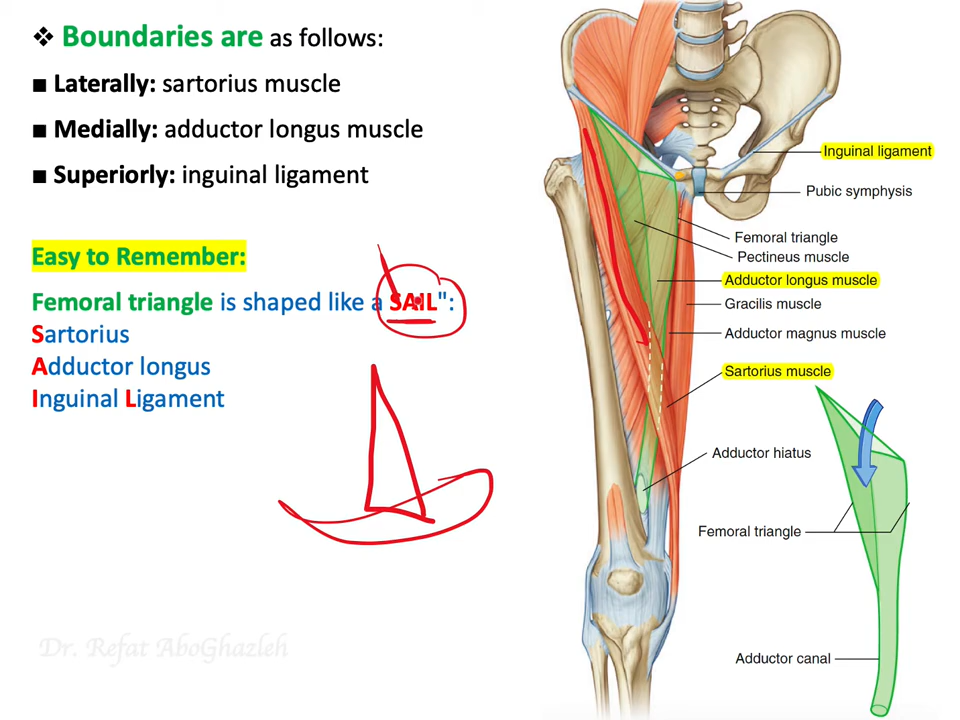 ❖ Boundaries are as follows:
■ Laterally: sartorius muscle
■ Medially: adductor longus muscle
■ Superiorly: inguinal ligament
Easy to Remember:
Femoral triangle is shaped like a SAIL":
Sartorius
Adductor longus
Inguinal Ligament
Dr. Refat AboGhazleh
Inguinal ligament
Pubic symphysis
Femoral triangle
Pectineus muscle
Adductor longus muscle
Gracilis muscle
Adductor magnus muscle
Sartorius muscle
Adductor hiatus
Femoral triangle
Adductor canal